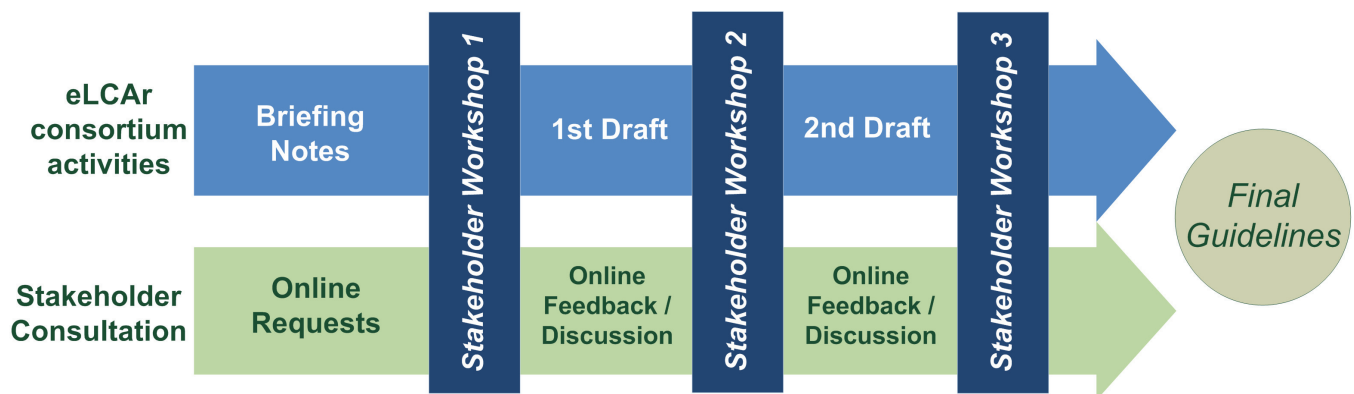 eLCAr
consortium
activities
Briefing
Notes
Stakeholder Workshop 1
1st Draft
Stakeholder Workshop 2
2nd Draft
Stakeholder Workshop 3
Final
Guidelines
Stakeholder
Consultation
Online
Requests
Online
Feedback /
Discussion
Online
Feedback /
Discussion